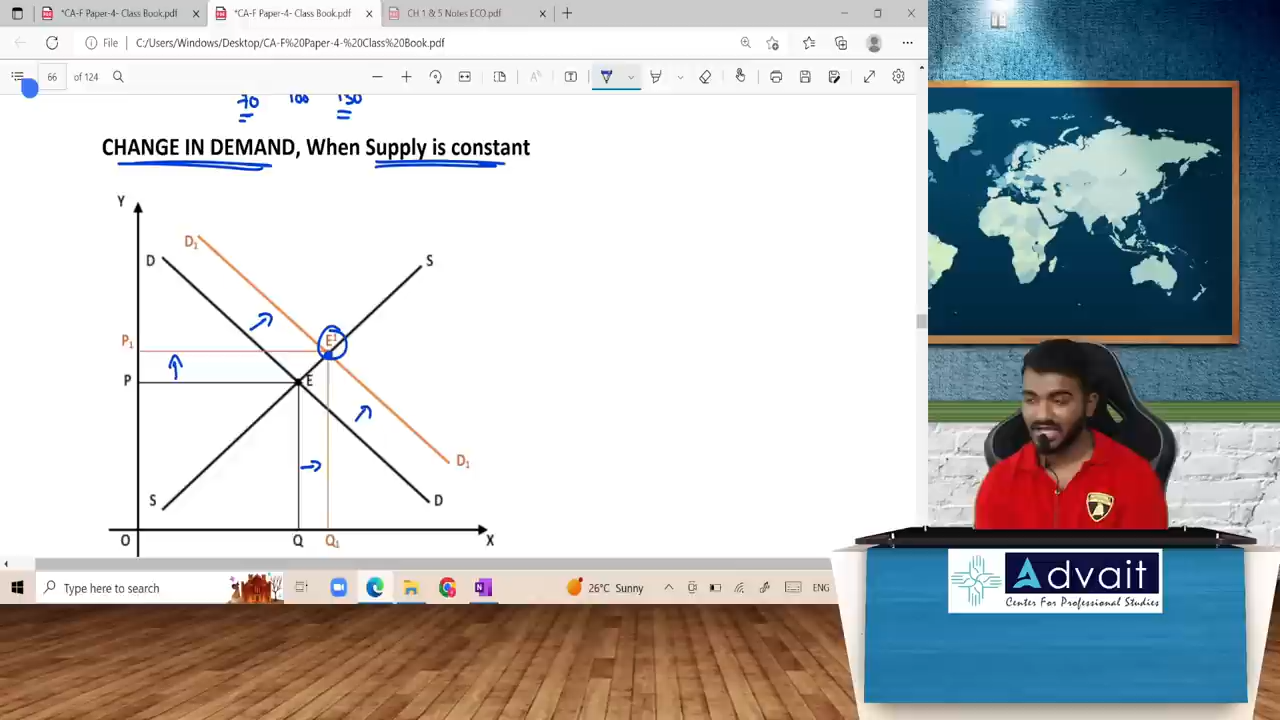 *CA-F Paper-4- Class Book.pdf
*CA-F Paper-4- Class Book.pdf
CH 1 & 5 Notes ECO.pdf
File
C:/Users/Windows/Desktop/CA-F%20Paper-4-%20Class%20Book.pdf
66 of 124
70 100 130
CHANGE IN DEMAND, When Supply is constant
Y
D₁
D
S
P₁
E¹
P
E
D₁
S
D
O
Q
Q₁
X
Type here to search
26°C Sunny
ENG
Advait
Center For Professional Studies